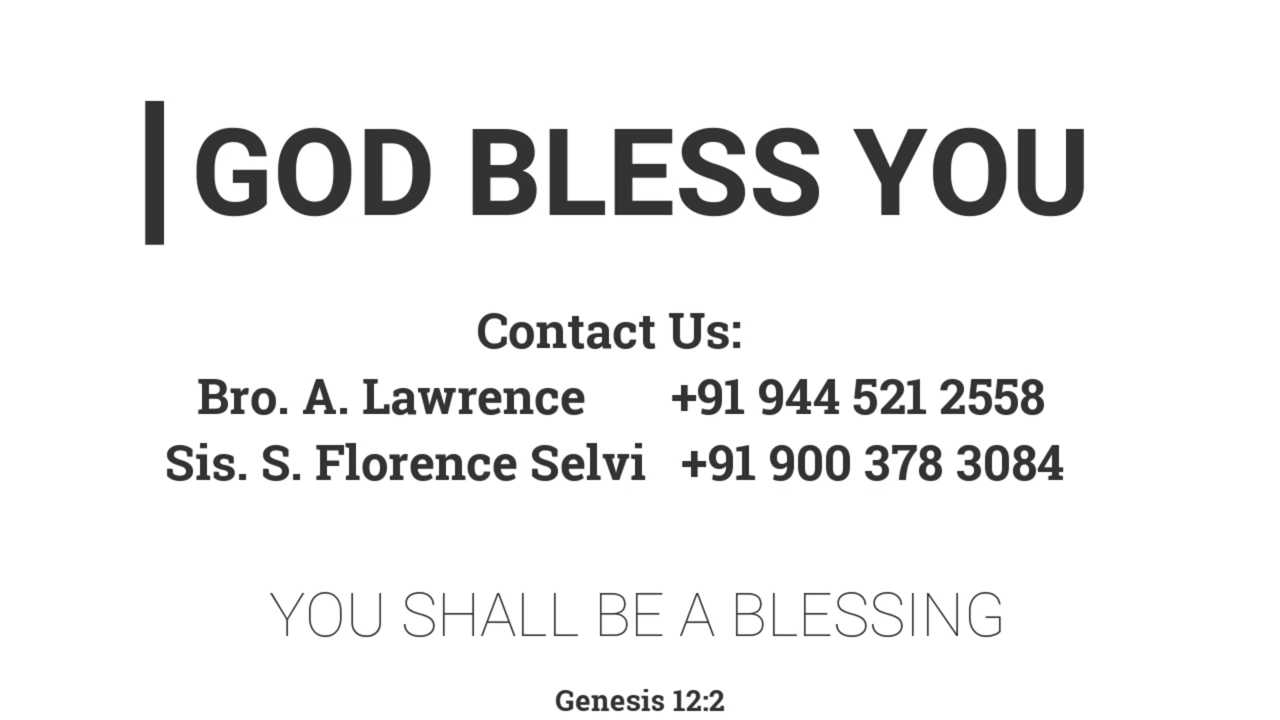 GOD BLESS YOU
Contact Us:
Bro. A. Lawrence +91 944 521 2558
Sis. S. Florence Selvi +91 900 378 3084
YOU SHALL BE A BLESSING
Genesis 12:2